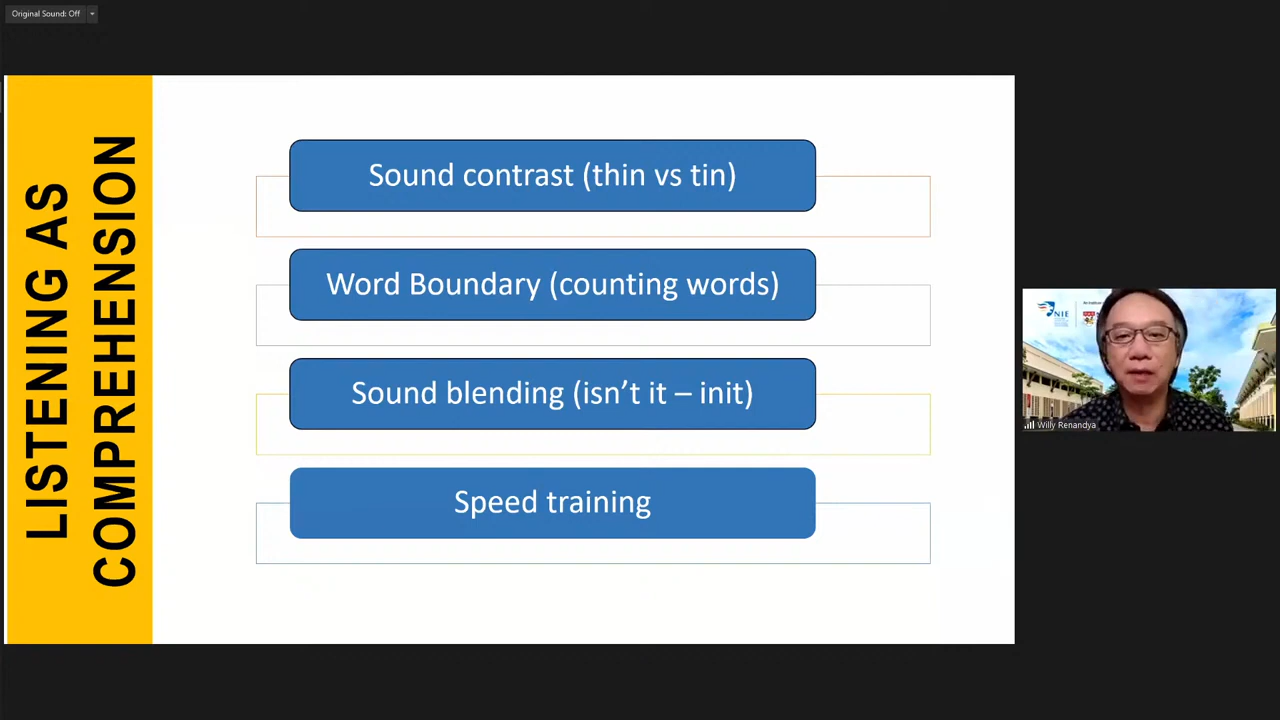 Original Sound: Off
LISTENING AS
COMPREHENSION
Sound contrast (thin vs tin)
Word Boundary (counting words)
Sound blending (isn't it – init)
Speed training
NIE
Willy Renandya